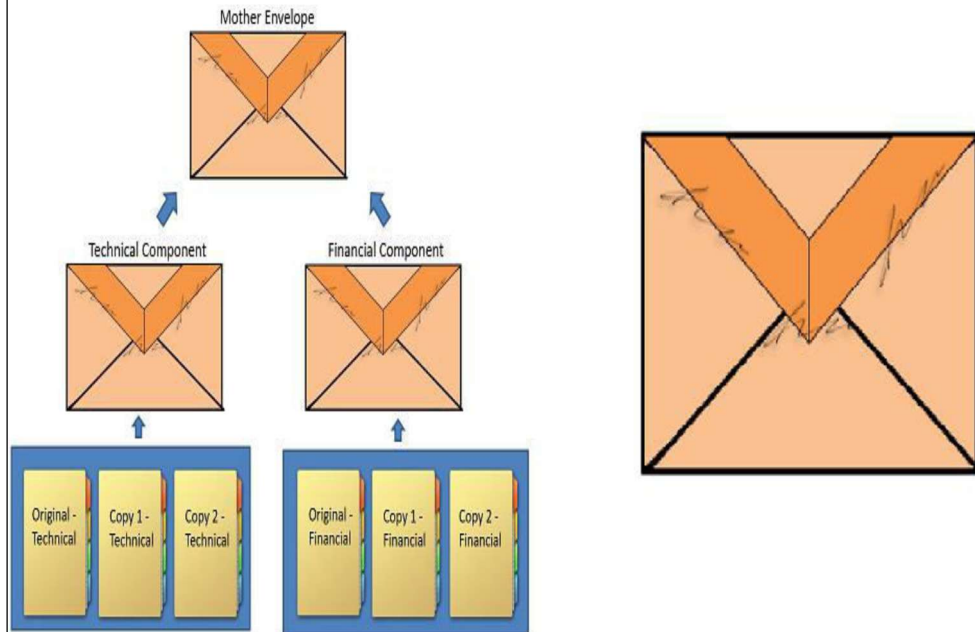 Mother Envelope
Technical Component
Financial Component
Original -
Technical
Copy 1 -
Technical
Copy 2 -
Technical
Original -
Financial
Copy 1 -
Financial
Copy 2 -
Financial